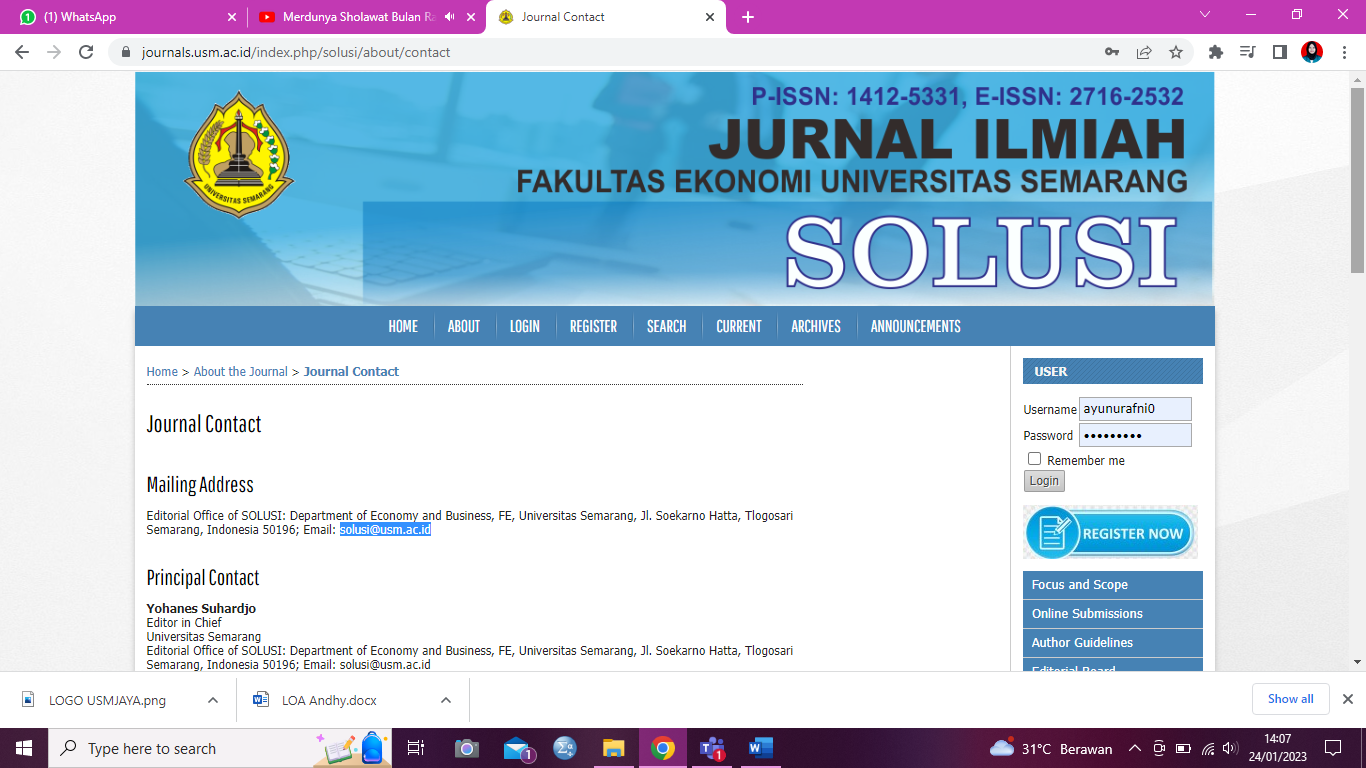 (1) WhatsApp
Merdunya Sholawat Bulan Ra
Journal Contact
journals.usm.ac.id/index.php/solusi/about/contact
P-ISSN: 1412-5331, E-ISSN: 2716-2532
JURNAL ILMIAH
FAKULTAS EKONOMI UNIVERSITAS SEMARANG
SOLUSI
UNIVERSITAS SEMARANG
HOME ABOUT LOGIN REGISTER SEARCH CURRENT ARCHIVES ANNOUNCEMENTS
Home > About the Journal > Journal Contact
Journal Contact
Mailing Address
Editorial Office of SOLUSI: Department of Economy and Business, FE, Universitas Semarang, Jl. Soekarno Hatta, Tlogosari
Semarang, Indonesia 50196; Email: solusi@usm.ac.id
Principal Contact
Yohanes Suhardjo
Editor in Chief
Universitas Semarang
Editorial Office of SOLUSI: Department of Economy and Business, FE, Universitas Semarang, Jl. Soekarno Hatta, Tlogosari
Semarang, Indonesia 50196; Email: solusi@usm.ac.id
USER
Username ayunurafni0
Password •••••••••
Remember me
Login
REGISTER NOW
Focus and Scope
Online Submissions
Author Guidelines
Editorial Board
LOGO USMJAYA.png
LOA Andhy.docx
Show all
Type here to search
1
1
31°C Berawan
14:07
24/01/2023